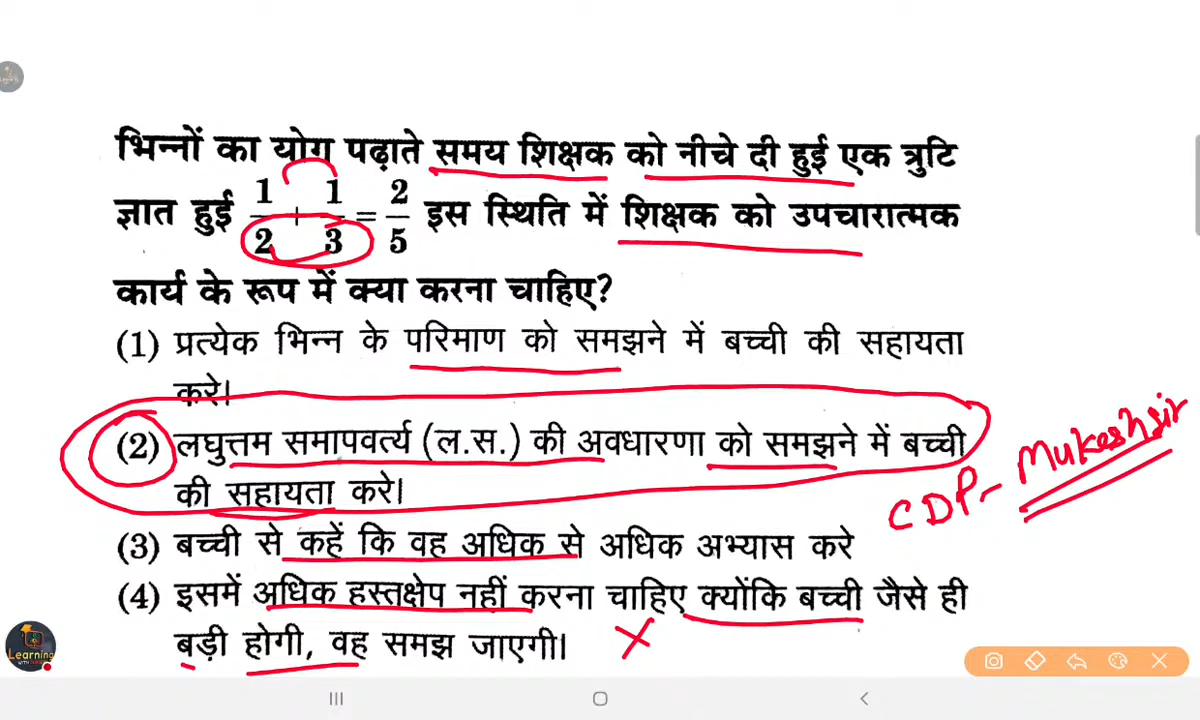 भिन्नों का योग पढ़ाते समय शिक्षक को नीचे दी हुई एक त्रुटि
ज्ञात हुई 1/2 + 1/3 = 2/5 इस स्थिति में शिक्षक को उपचारात्मक
कार्य के रूप में क्या करना चाहिए?
(1) प्रत्येक भिन्न के परिमाण को समझने में बच्ची की सहायता
करे।
(2) लघुत्तम समापवर्त्य (ल.स.) की अवधारणा को समझने में बच्ची
की सहायता करे।
CDP- Mukesh sir
(3) बच्ची से कहें कि वह अधिक से अधिक अभ्यास करे
(4) इसमें अधिक हस्तक्षेप नहीं करना चाहिए क्योंकि बच्ची जैसे ही
बड़ी होगी, वह समझ जाएगी।
Learning